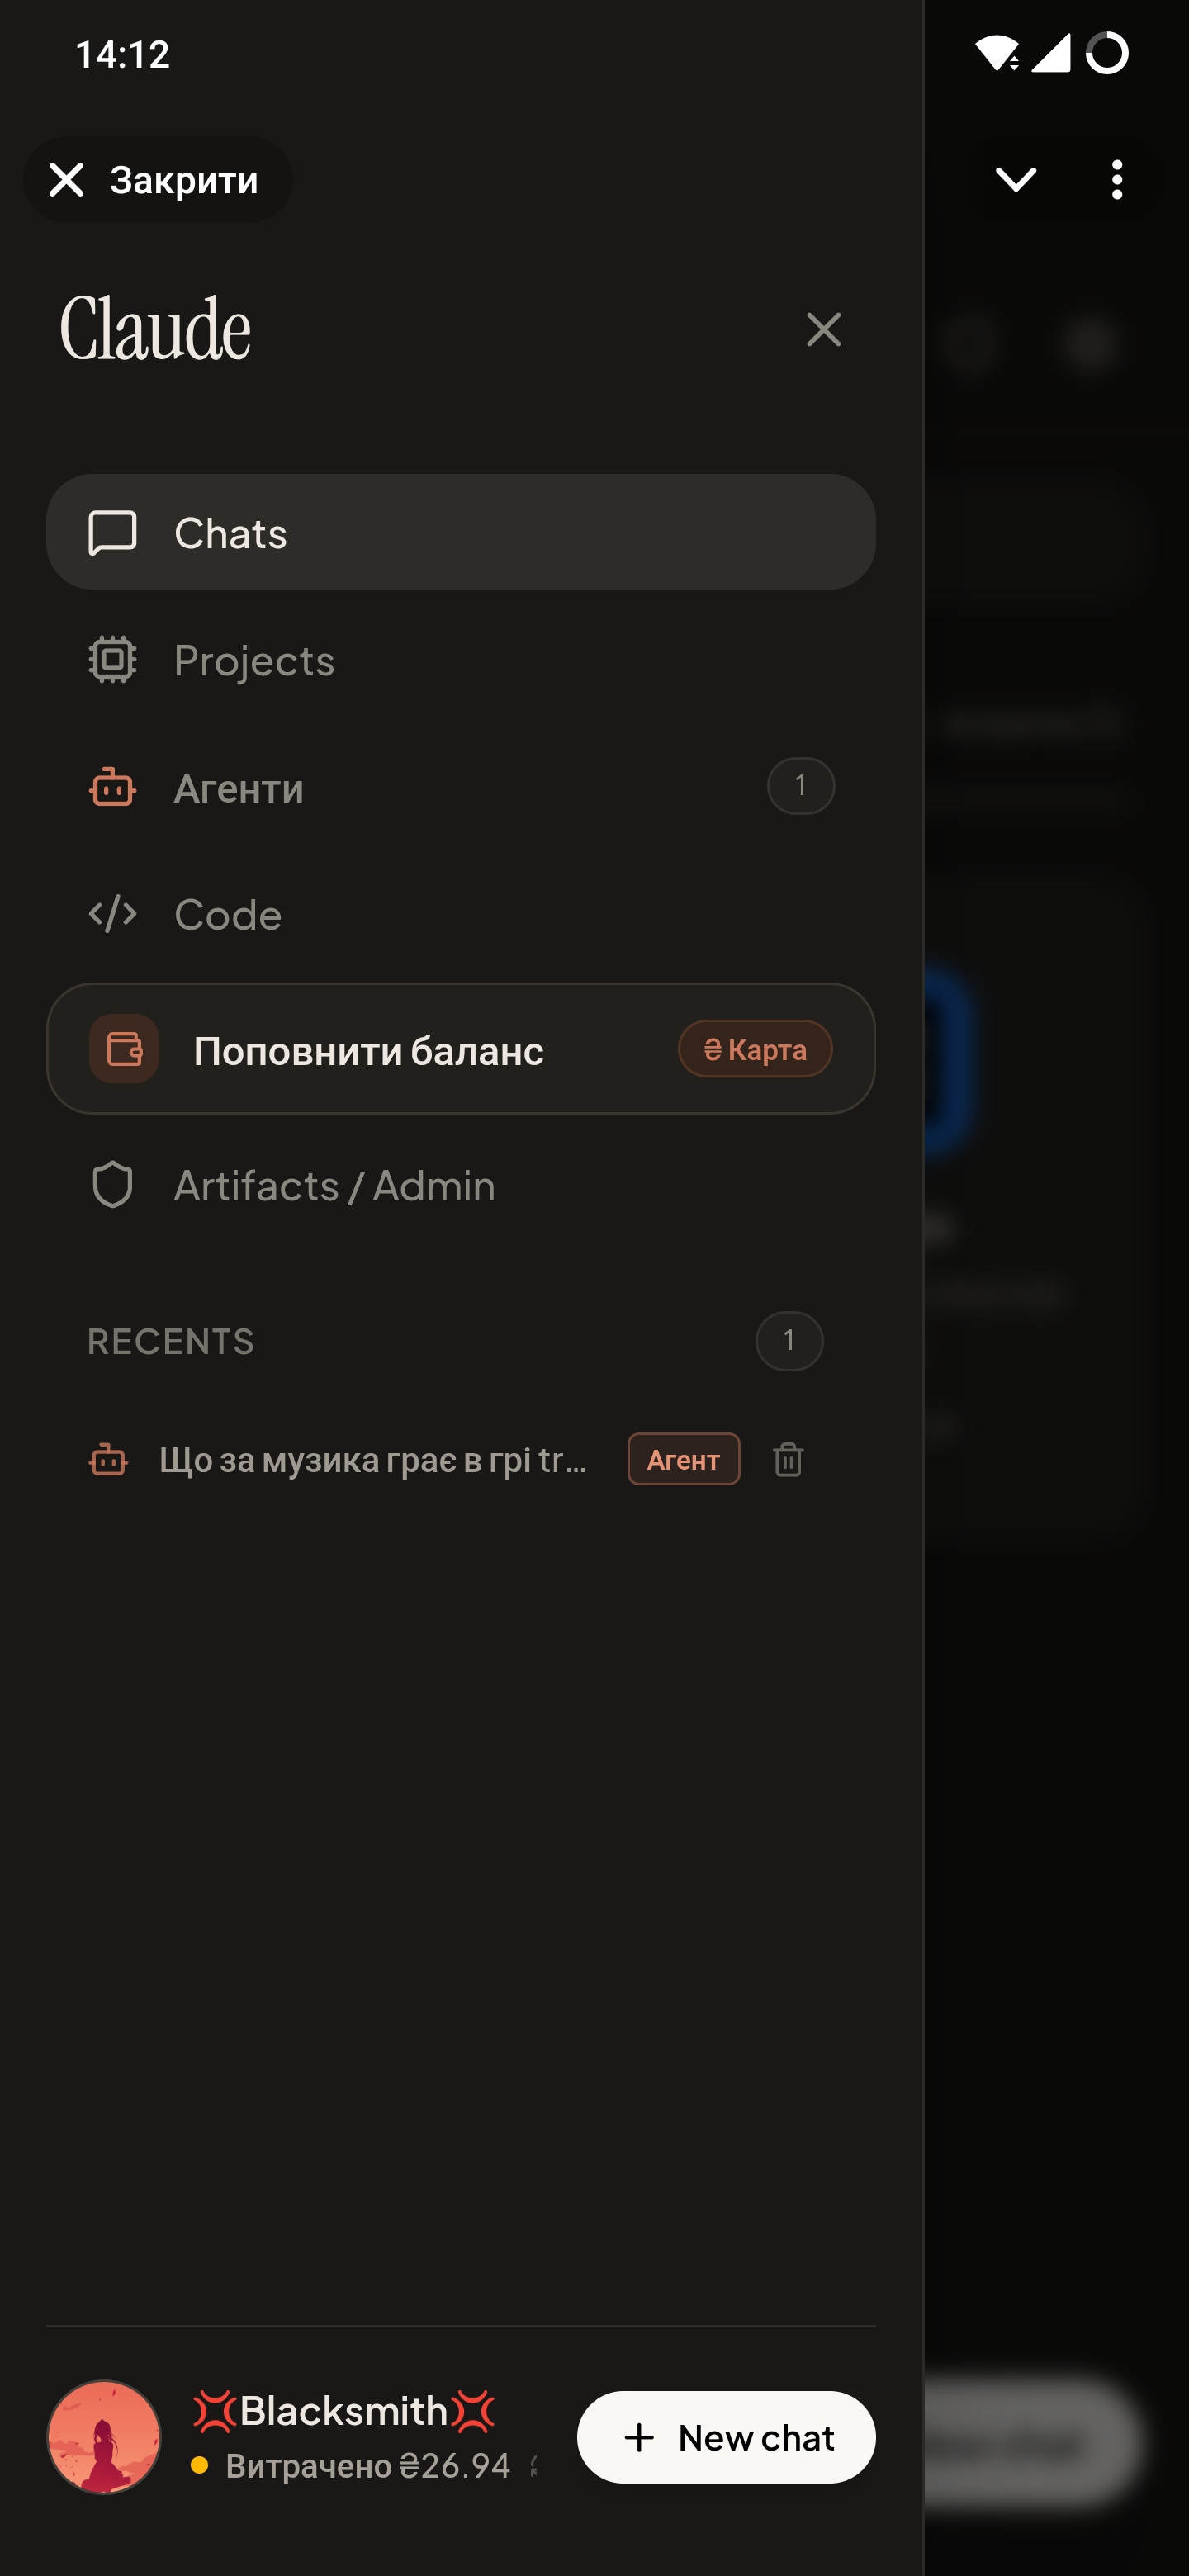 14:12
Закрити
Claude
Chats
Projects
Агенти 1
Code
Поповнити баланс ₴ Карта
Artifacts / Admin
RECENTS 1
Що за музика грає в грі tr... Агент
Blacksmith
Витрачено ₴26.94
New chat